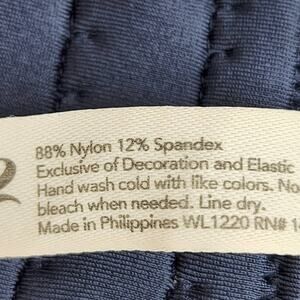 88% Nylon 12% Spandex
Exclusive of Decoration and Elastic
Hand wash cold with like colors. No
bleach when needed. Line dry.
Made in Philippines WL1220 RN# 1